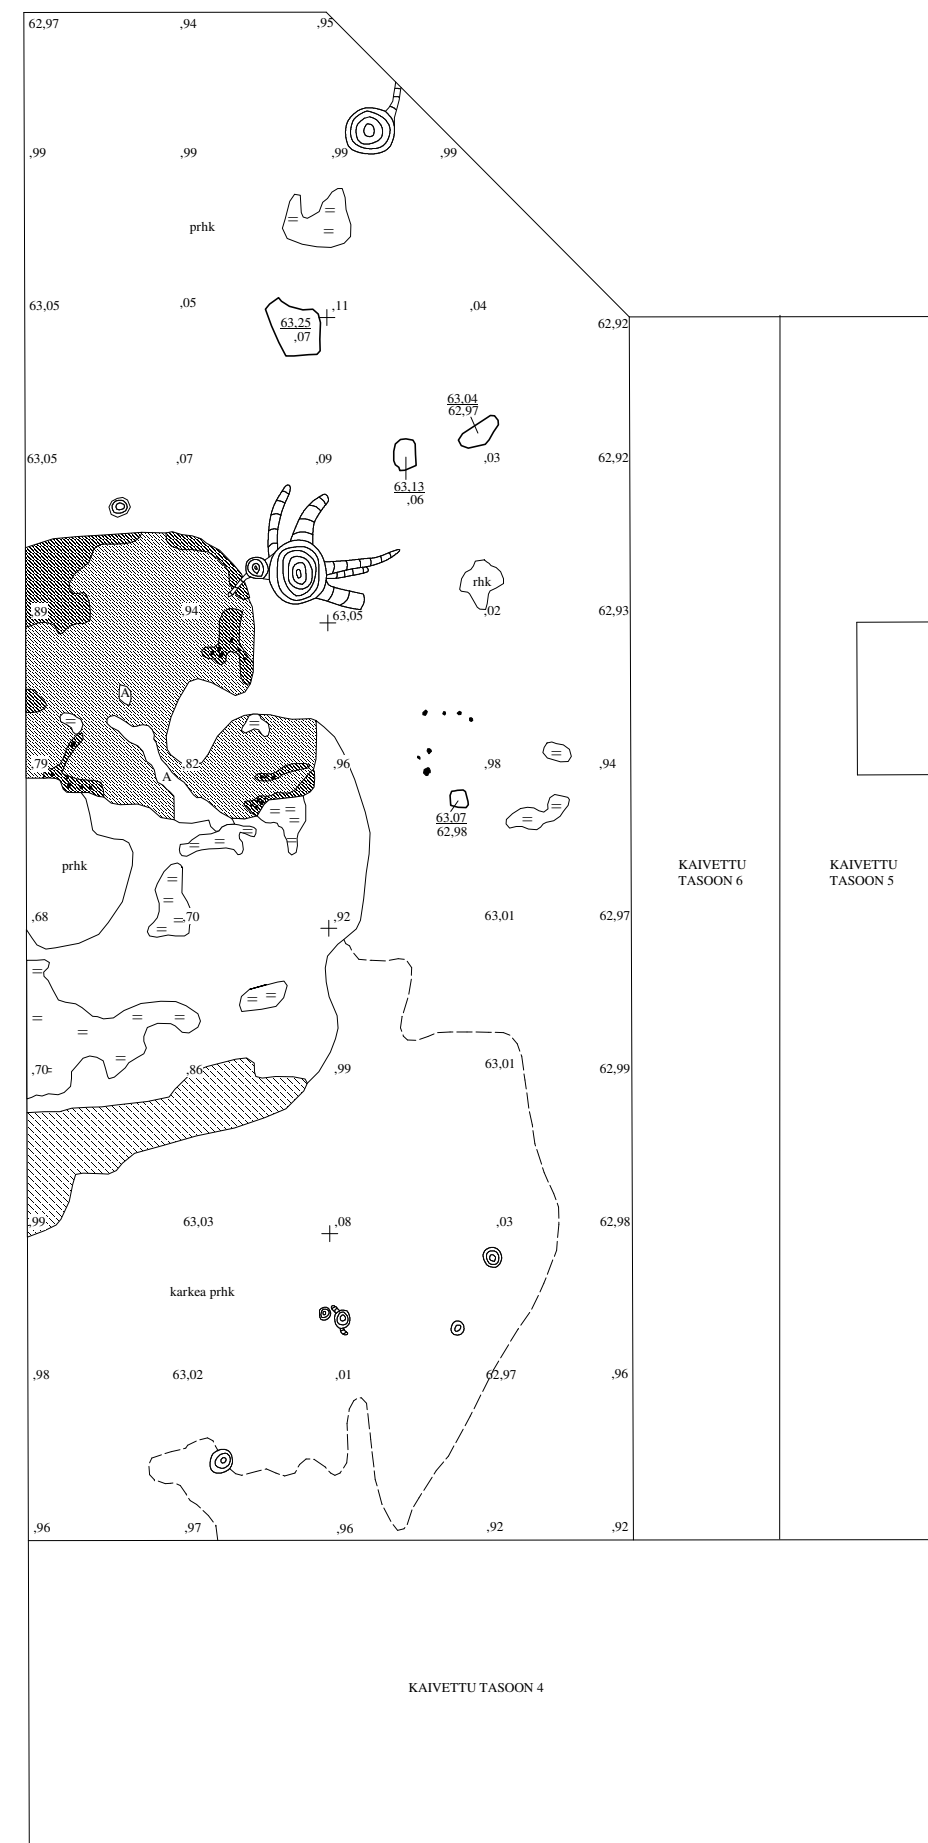 62,97 ,94 ,95
,99 ,99 ,99 ,99
prhk
63,05 ,05 ,11 ,04
63,25
,07
62,92
63,04
62,97
63,05 ,07 ,09 ,03 62,92
63,13
,06
rhk
,89 ,94 63,05 ,02 62,93
A
,79 ,82 ,96 ,98 ,94
A
63,07
62,98
prhk
KAIVETTU
TASOON 6
KAIVETTU
TASOON 5
,68 ,70 ,92 63,01 62,97
,70 ,86 ,99 63,01 62,99
,99 63,03 ,08 ,03 62,98
karkea prhk
,98 63,02 ,01 62,97 ,96
,96 ,97 ,96 ,92 ,92
KAIVETTU TASOON 4